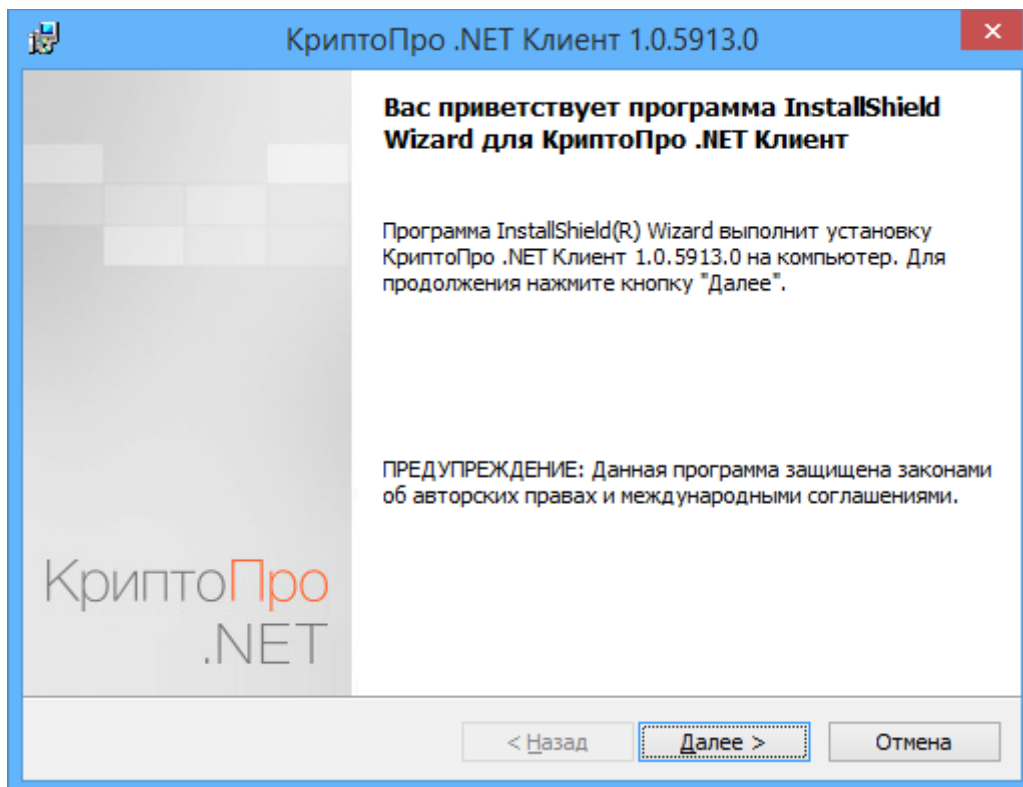 КриптоПро .NET Клиент 1.0.5913.0
Вас приветствует программа InstallShield
Wizard для КриптоПро .NET Клиент
Программа InstallShield(R) Wizard выполнит установку
КриптоПро .NET Клиент 1.0.5913.0 на компьютер. Для
продолжения нажмите кнопку "Далее".
ПРЕДУПРЕЖДЕНИЕ: Данная программа защищена законами
об авторских правах и международными соглашениями.
КриптоПро
.NET
< Назад
Далее >
Отмена